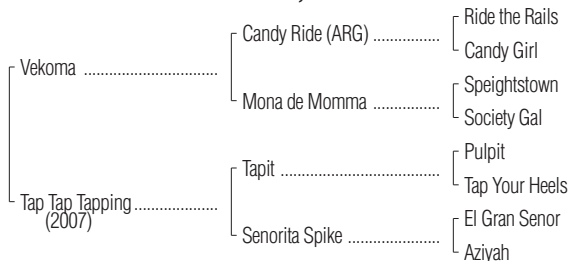 Ride the Rails
Candy Ride (ARG) ..................
Candy Girl
Vekoma ..................................
Speightstown
Mona de Momma ..................
Society Gal
Pulpit
Tapit ..........................................
Tap Your Heels
Tap Tap Tapping .....................
(2007)
El Gran Senor
Senorita Spike ........................
Aziyah